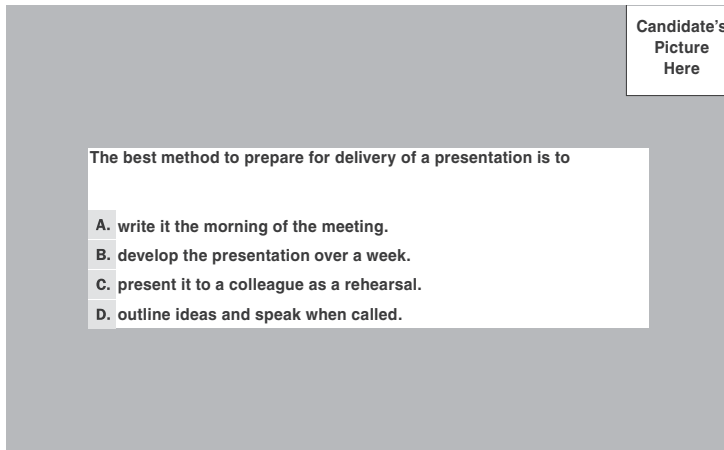 Candidate's
Picture
Here
The best method to prepare for delivery of a presentation is to
A. write it the morning of the meeting.
B. develop the presentation over a week.
C. present it to a colleague as a rehearsal.
D. outline ideas and speak when called.